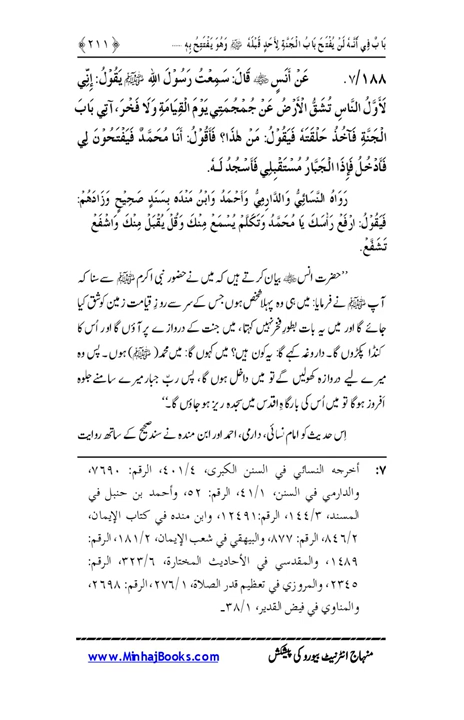 بَابٌ فِي أَنَّهُ لَنْ يُفْتَحَ بَابُ الْجَنَّةِ لِأَحَدٍ قَبْلَهُ ﷺ وَهُوَ يَفْتَتِحُ بِهِ ..... ﴿ ٢١١ ﴾
٧/١٨٨. عَنْ أَنَسٍ رضي الله عنه قَالَ: سَمِعْتُ رَسُوْلَ اللهِ ﷺ يَقُوْلُ: إِنِّي
لَأَوَّلُ النَّاسِ تُشَقُّ الْأَرْضُ عَنْ جُمْجُمَتِي يَوْمَ الْقِيَامَةِ وَلَا فَخْرَ، آتِي بَابَ
الْجَنَّةِ فَآخُذُ حَلْقَتَهُ فَيَقُوْلُ: مَنْ هٰذَا؟ فَأَقُوْلُ: أَنَا مُحَمَّدٌ فَيَفْتَحُوْنَ لِي
فَأَدْخُلُ فَإِذَا الْجَبَّارُ مُسْتَقْبِلِي فَأَسْجُدُ لَهُ.
رَوَاهُ النَّسَائِيُّ وَالدَّارِمِيُّ وَأَحْمَدُ وَابْنُ مَنْدَه بِسَنَدٍ صَحِيْحٍ وَزَادَهُمْ:
فَيَقُوْلُ: ارْفَعْ رَأْسَكَ يَا مُحَمَّدُ وَتَكَلَّمْ يُسْمَعْ مِنْكَ وَقُلْ يُقْبَلْ مِنْكَ وَاشْفَعْ
تُشَفَّعْ.
’’حضرت انس رضی اللہ عنہ بیان کرتے ہیں کہ میں نے حضور نبی اکرم ﷺ سے سنا کہ
آپ ﷺ نے فرمایا: میں ہی وہ پہلا شخص ہوں جس کے سر سے روزِ قیامت زمین کو شق کیا
جائے گا اور میں یہ بات بطورِ فخر نہیں کہتا، میں جنت کے دروازے پر آؤں گا اور اُس کا
کنڈا پکڑوں گا۔ داروغہ کہے گا: یہ کون ہیں؟ میں کہوں گا: میں محمد (ﷺ) ہوں۔ پس وہ
میرے لیے دروازہ کھولیں گے تو میں داخل ہوں گا، پس ربّ جبار میرے سامنے جلوہ
اَفروز ہو گا تو میں اُس کی بارگاہِ اقدس میں سجدہ ریز ہو جاؤں گا۔‘‘
اِس حدیث کو امام نسائی، دارمی، احمد اور ابن مندہ نے سندِ صحیح کے ساتھ روایت
٧: أخرجه النسائي في السنن الكبرى، ٤/٤٠١، الرقم: ٧٦٩٠،
والدارمي في السنن، ١/٤١، الرقم: ٥٢، وأحمد بن حنبل في
المسند، ٣/١٤٤، الرقم: ١٢٤٩١، وابن منده في كتاب الإيمان،
٢/٨٤٦، الرقم: ٨٧٧، والبيهقي في شعب الإيمان، ٢/١٨١، الرقم:
١٤٨٩، والمقدسي في الأحاديث المختارة، ٦/٣٢٣، الرقم:
٢٣٤٥، والمروزي في تعظيم قدر الصلاة، ١/٢٧٦، الرقم: ٢٦٩٨،
والمناوي في فيض القدير، ١/٣٨۔
منہاج انٹرنیٹ بیورو کی پیشکش www.MinhajBooks.com